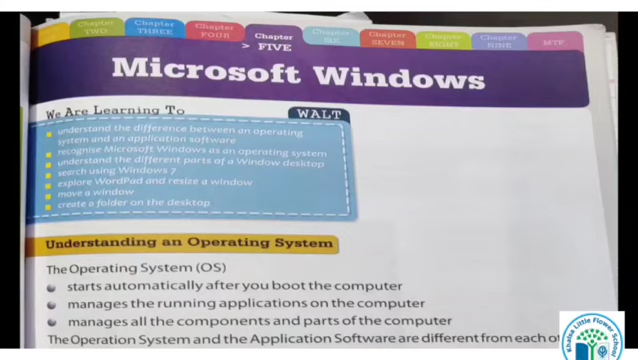 Chapter TWO
Chapter THREE
Chapter FOUR
Chapter > FIVE
Chapter SIX
Chapter SEVEN
Chapter EIGHT
Chapter NINE
MTP
Microsoft Windows
We Are Learning To
WALT
understand the difference between an operating
system and an application software
recognise Microsoft Windows as an operating system
understand the different parts of a Window desktop
search using Windows 7
explore WordPad and resize a window
move a window
create a folder on the desktop
Understanding an Operating System
The Operating System (OS)
starts automatically after you boot the computer
manages the running applications on the computer
manages all the components and parts of the computer
The Operation System and the Application Software are different from each
Khalsa Little Flower School